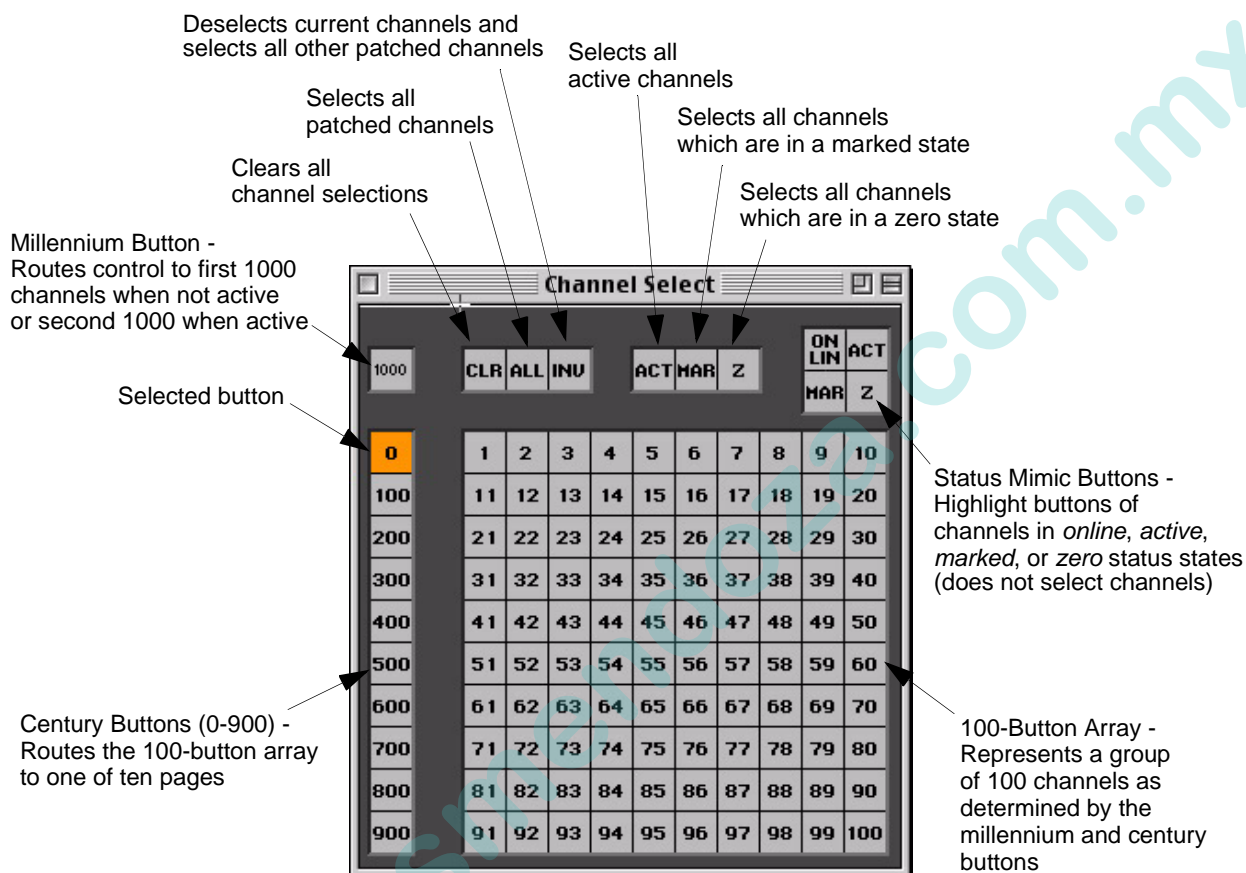 Deselects current channels and
selects all other patched channels
Selects all
active channels
Selects all
patched channels
Selects all channels
which are in a marked state
Clears all
channel selections
Selects all channels
which are in a zero state
Millennium Button -
Routes control to first 1000
channels when not active
or second 1000 when active
Channel Select
1000 CLR ALL INV ACT MAR Z
ON LIN ACT
MAR Z
Selected button
0 1 2 3 4 5 6 7 8 9 10
100 11 12 13 14 15 16 17 18 19 20
200 21 22 23 24 25 26 27 28 29 30
300 31 32 33 34 35 36 37 38 39 40
400 41 42 43 44 45 46 47 48 49 50
500 51 52 53 54 55 56 57 58 59 60
600 61 62 63 64 65 66 67 68 69 70
700 71 72 73 74 75 76 77 78 79 80
800 81 82 83 84 85 86 87 88 89 90
900 91 92 93 94 95 96 97 98 99 100
Status Mimic Buttons -
Highlight buttons of
channels in online, active,
marked, or zero status states
(does not select channels)
Century Buttons (0-900) -
Routes the 100-button array
to one of ten pages
100-Button Array -
Represents a group
of 100 channels as
determined by the
millennium and century
buttons
smendoza.com.mx